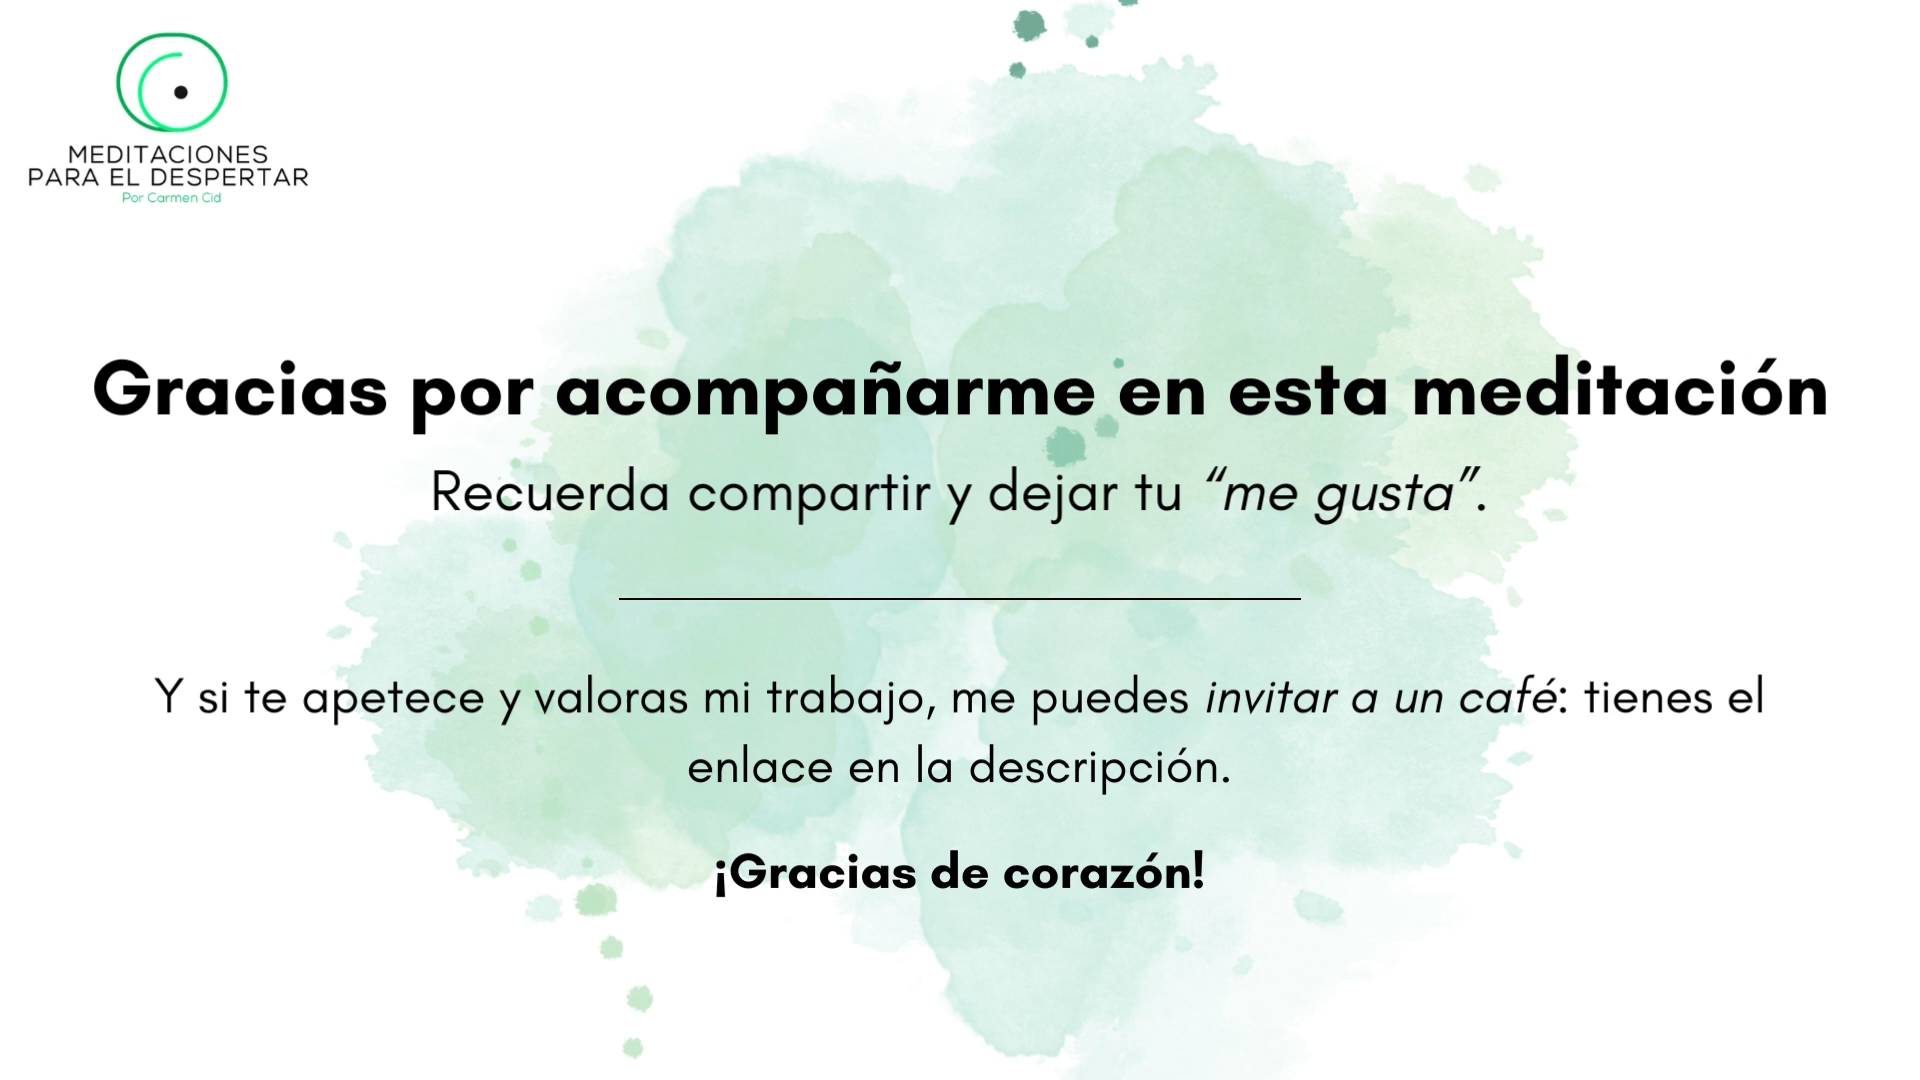 MEDITACIONES
PARA EL DESPERTAR
Por Carmen Cid
Gracias por acompañarme en esta meditación
Recuerda compartir y dejar tu “me gusta”.
Y si te apetece y valoras mi trabajo, me puedes invitar a un café: tienes el
enlace en la descripción.
¡Gracias de corazón!